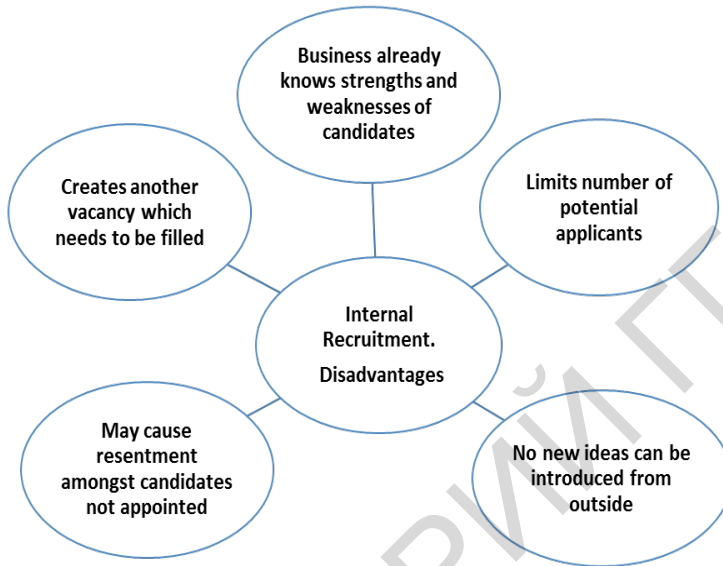 Business already
knows strengths and
weaknesses of
candidates
Creates another
vacancy which
needs to be filled
Limits number of
potential
applicants
Internal
Recruitment.
Disadvantages
May cause
resentment
amongst candidates
not appointed
No new ideas can be
introduced from
outside
РИЙ ГГ